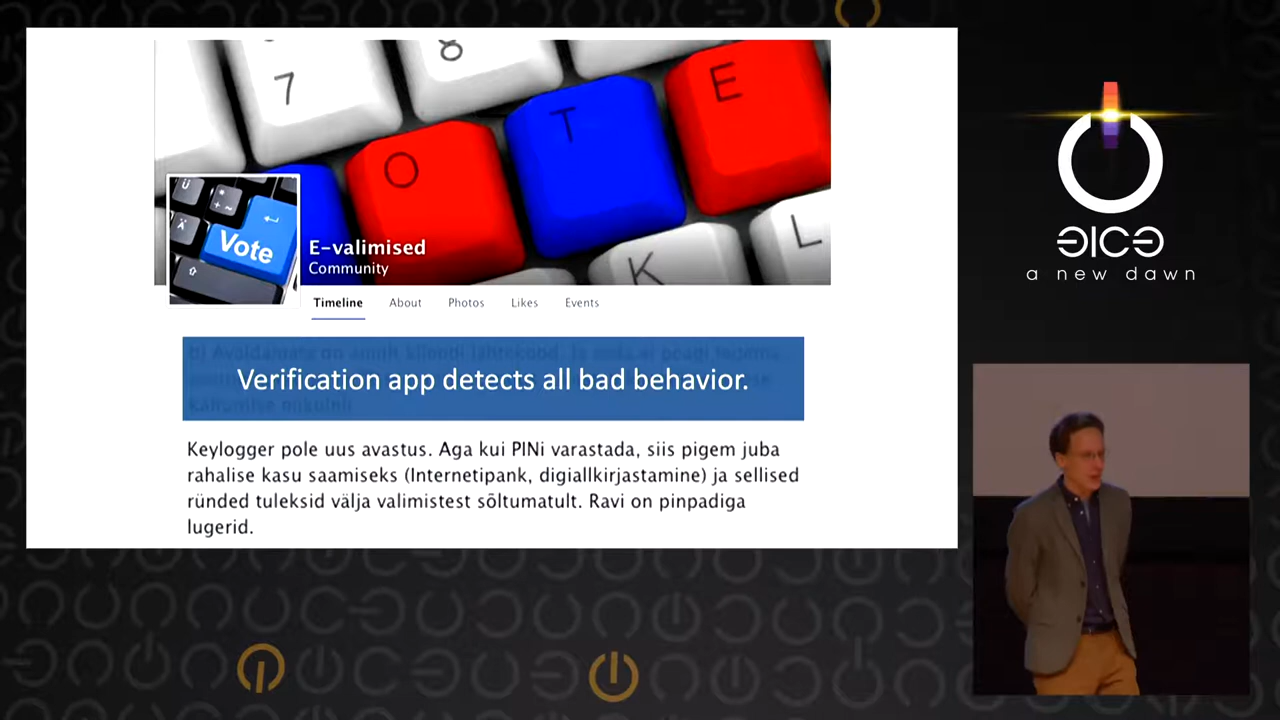 7
8
O
T
E
K
L
Ü
*
+ ~
Ä
Vote
E-valimised
Community
Timeline About Photos Likes Events
Verification app detects all bad behavior.
Keylogger pole uus avastus. Aga kui PINi varastada, siis pigem juba
rahalise kasu saamiseks (Internetipank, digiallkirjastamine) ja sellised
ründed tuleksid välja valimistest sõltumatult. Ravi on pinpadiga
lugerid.
a new dawn